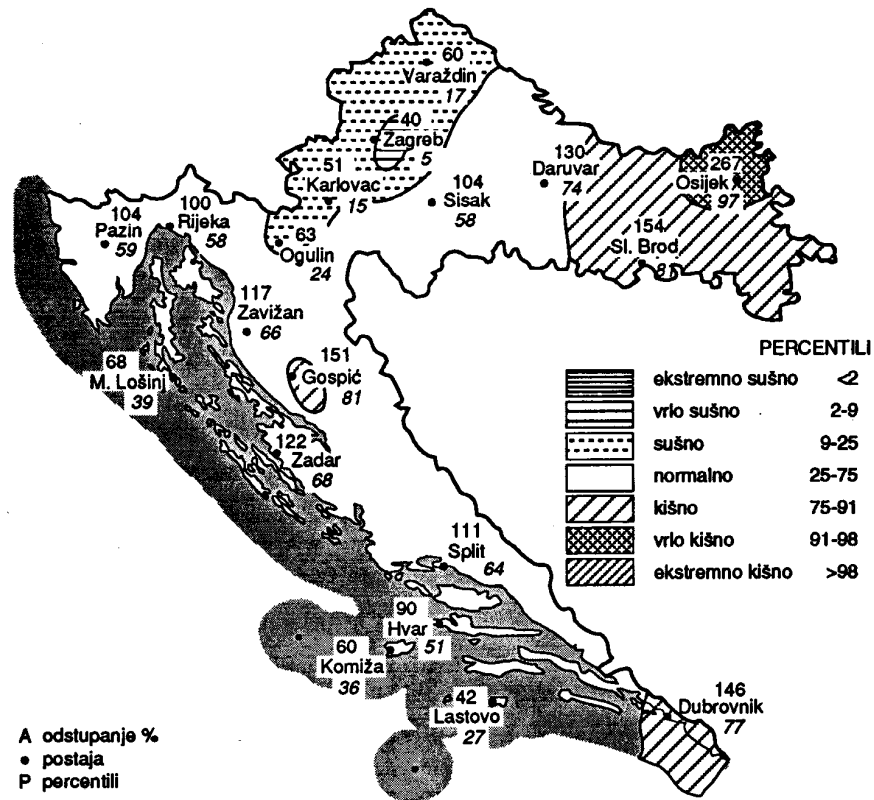 60
Varaždin
17
40
Zagreb
5
51
Karlovac
15
104
Sisak
58
130
Daruvar
74
267
Osijek
97
154
Sl. Brod
81
63
Ogulin
24
104
Pazin
59
100
Rijeka
58
117
Zavižan
66
68
M. Lošinj
39
151
Gospić
81
122
Zadar
68
111
Split
64
90
Hvar
51
60
Komiža
36
42
Lastovo
27
146
Dubrovnik
77
PERCENTILI
ekstremno sušno <2
vrlo sušno 2-9
sušno 9-25
normalno 25-75
kišno 75-91
vrlo kišno 91-98
ekstremno kišno >98
A odstupanje %
• postaja
P percentili